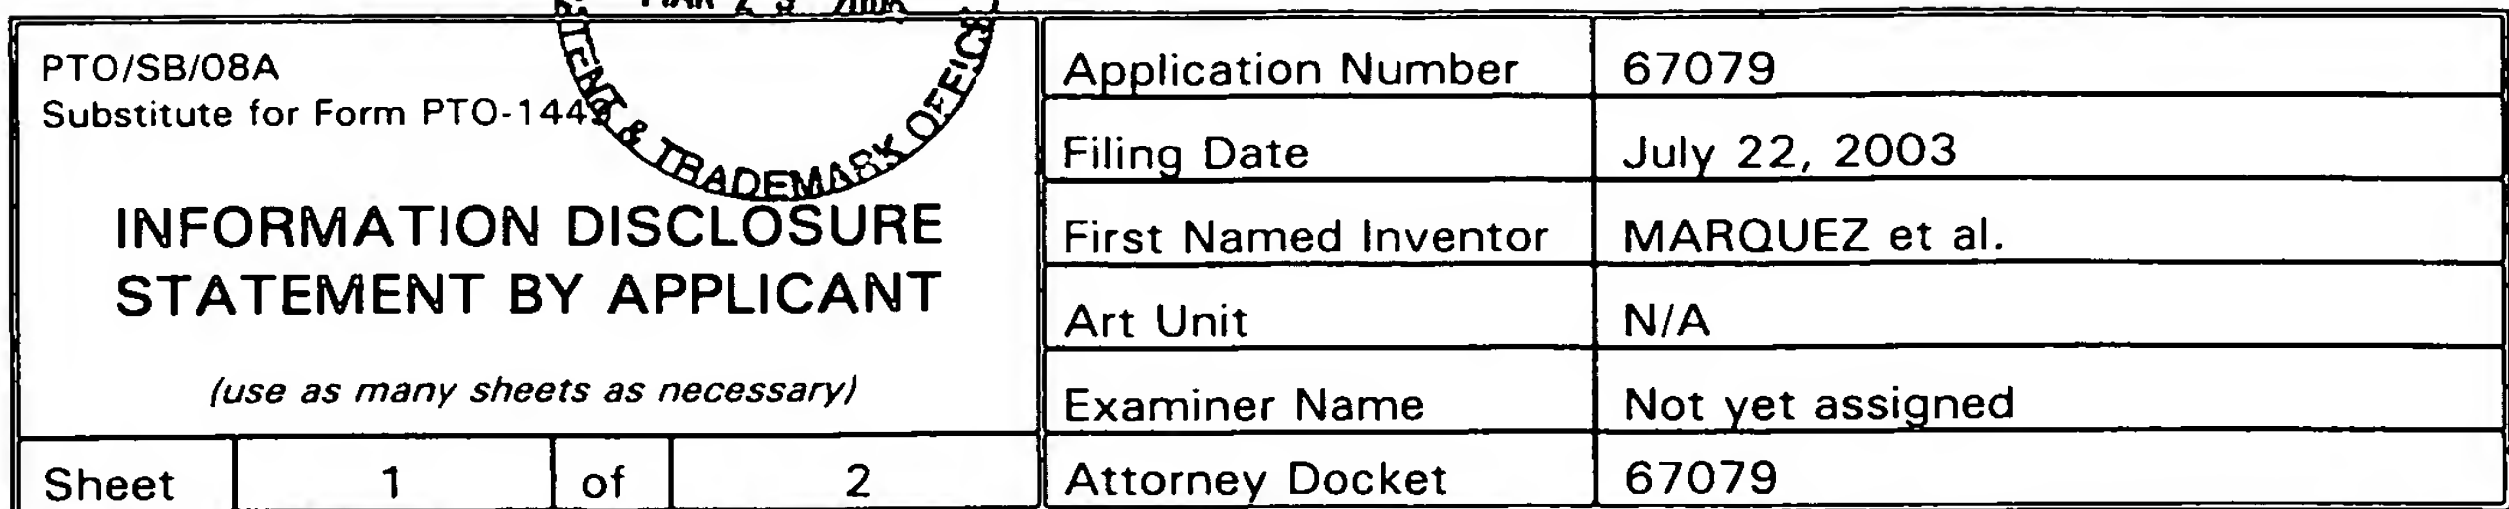 PTO/SB/08A
Substitute for Form PTO-144
& TRADEMARK OFFICE
INFORMATION DISCLOSURE
STATEMENT BY APPLICANT
(use as many sheets as necessary)
Sheet 1 of 2
Application Number 67079
Filing Date July 22, 2003
First Named Inventor MARQUEZ et al.
Art Unit N/A
Examiner Name Not yet assigned
Attorney Docket 67079